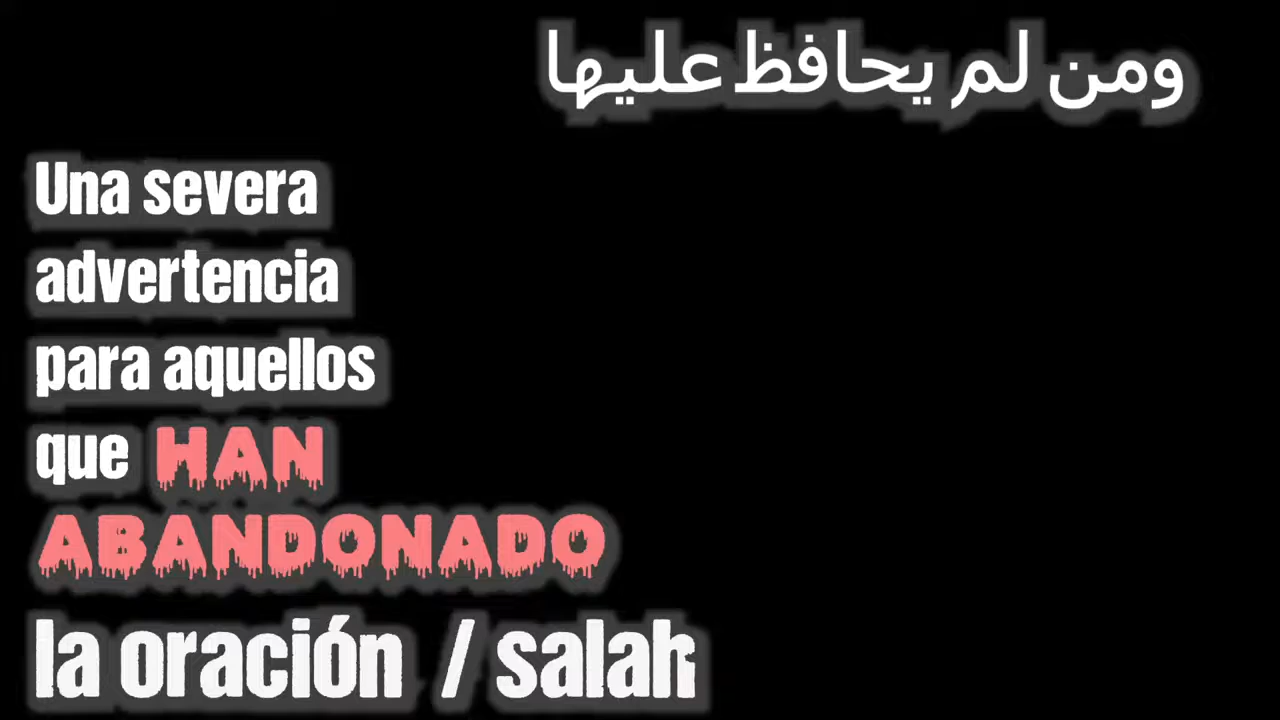 ومن لم يحافظ عليها
Una severa
advertencia
para aquellos
que HAN
ABANDONADO
la oración / salah